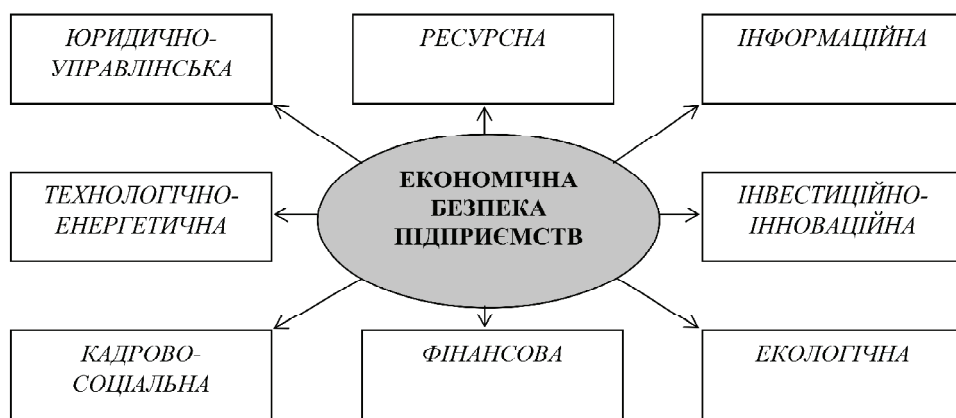 ЮРИДИЧНО-
УПРАВЛІНСЬКА
РЕСУРСНА
ІНФОРМАЦІЙНА
ТЕХНОЛОГІЧНО-
ЕНЕРГЕТИЧНА
ЕКОНОМІЧНА
БЕЗПЕКА
ПІДПРИЄМСТВ
ІНВЕСТИЦІЙНО-
ІННОВАЦІЙНА
КАДРОВО-
СОЦІАЛЬНА
ФІНАНСОВА
ЕКОЛОГІЧНА